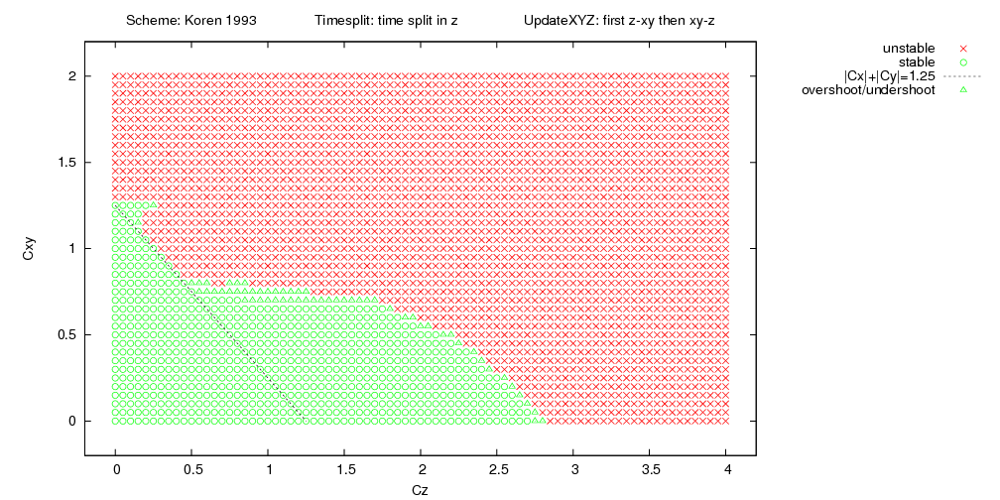 Scheme: Koren 1993 Timesplit: time split in z UpdateXYZ: first z-xy then xy-z
unstable
stable
|Cx|+|Cy|=1.25
overshoot/undershoot
2
1.5
1
0.5
0
Cxy
0 0.5 1 1.5 2 2.5 3 3.5 4
Cz